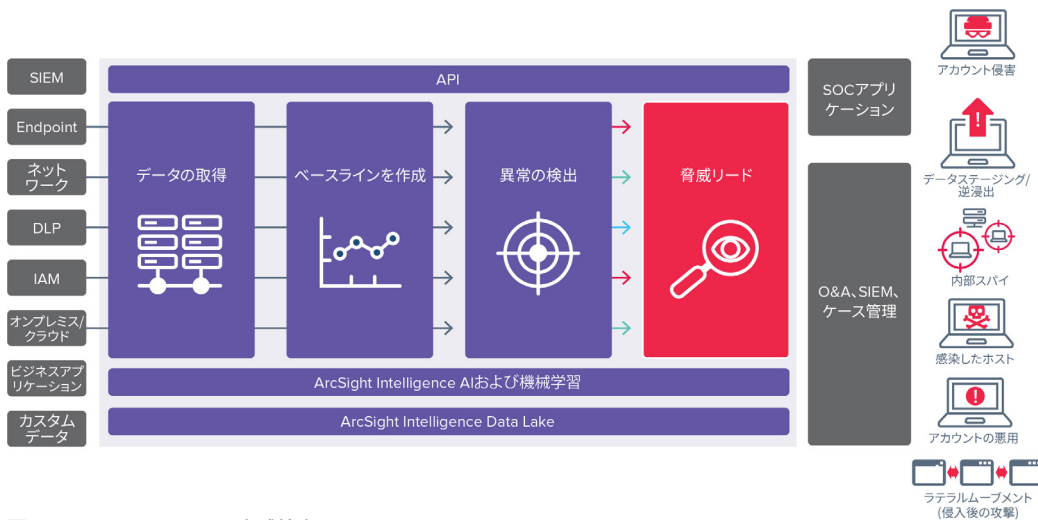 SIEM
Endpoint
ネット
ワーク
DLP
IAM
オンプレミス/
クラウド
ビジネスアプ
リケーション
カスタム
データ
API
データの取得
ベースラインを作成
異常の検出
脅威リード
ArcSight Intelligence AIおよび機械学習
ArcSight Intelligence Data Lake
SOCアプリ
ケーション
O&A、SIEM、
ケース管理
アカウント侵害
データステージング/
逆浸出
内部スパイ
感染したホスト
アカウントの悪用
ラテラルムーブメント
(侵入後の攻撃)